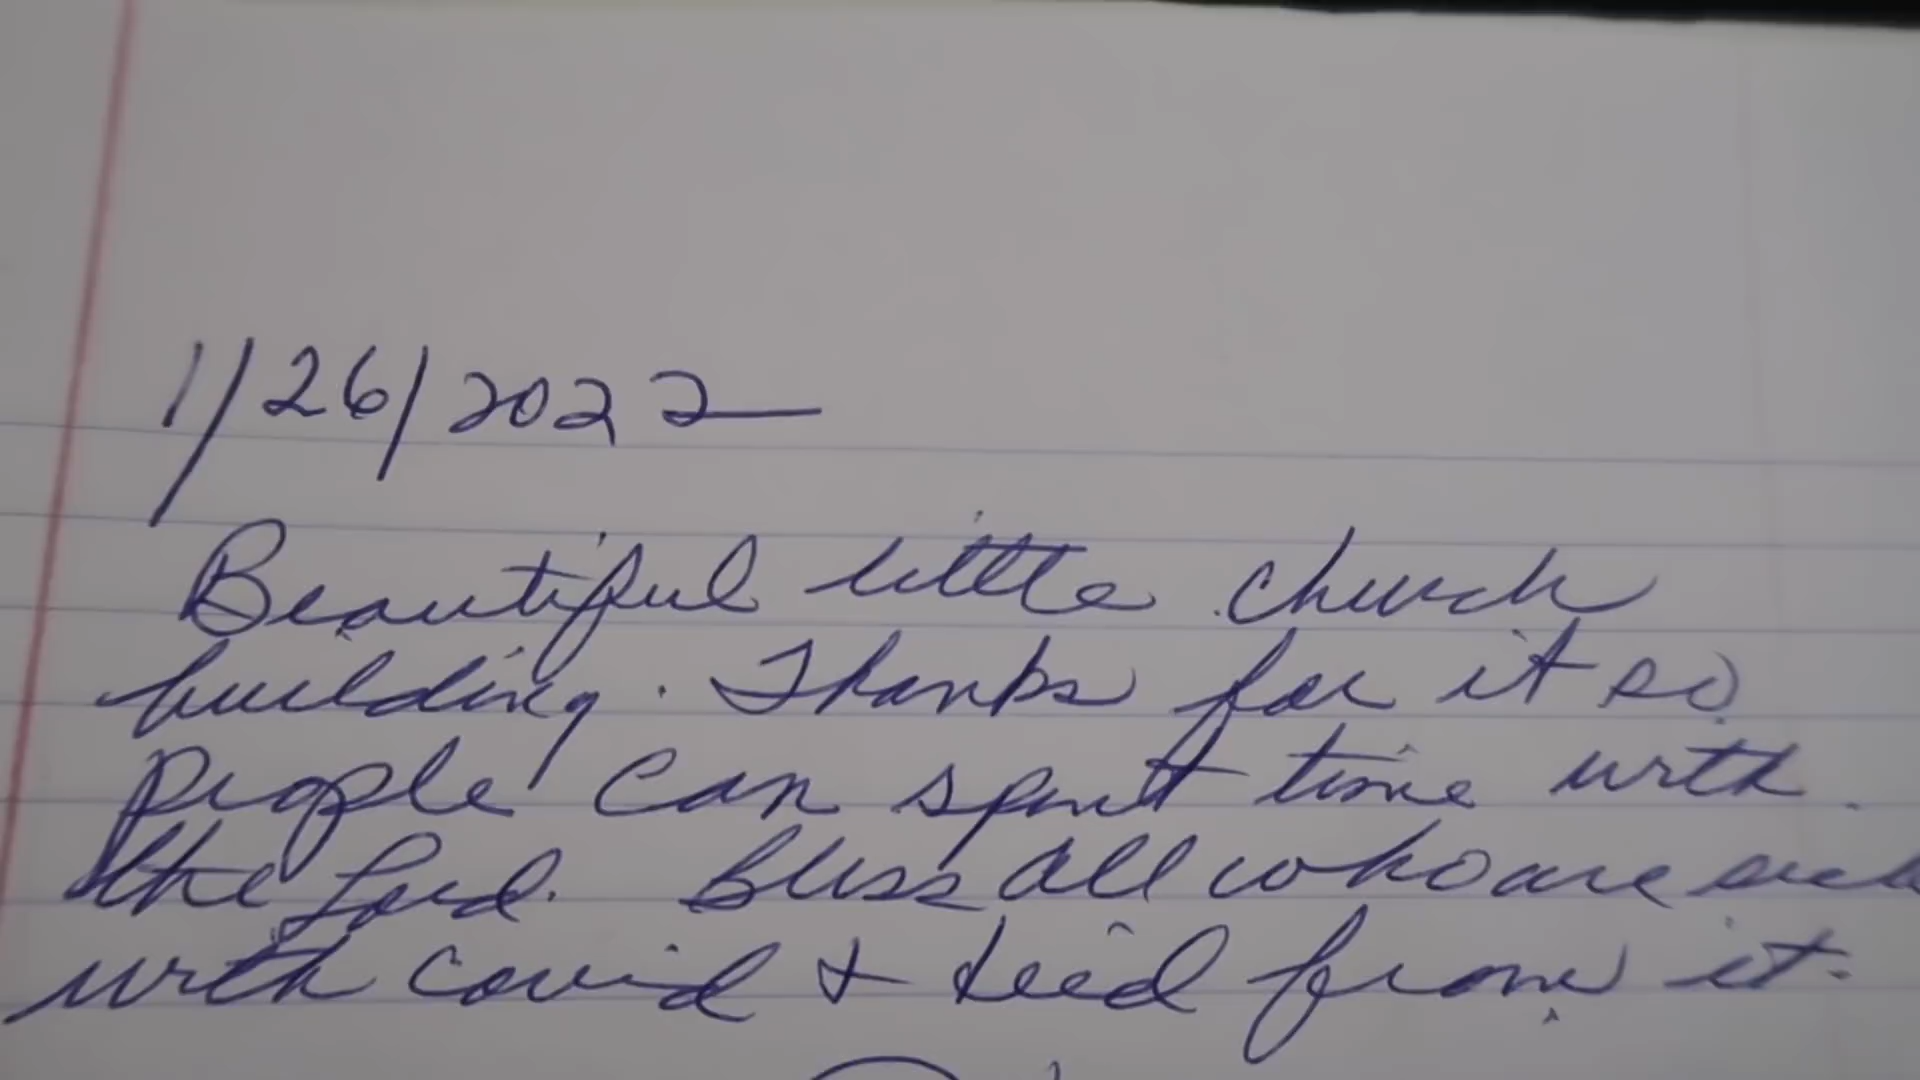 1/26/2022
Beautiful little church
building. Thanks for it so
people can spent time with
the Lord. Bless all who are sick
with covid + died from it.